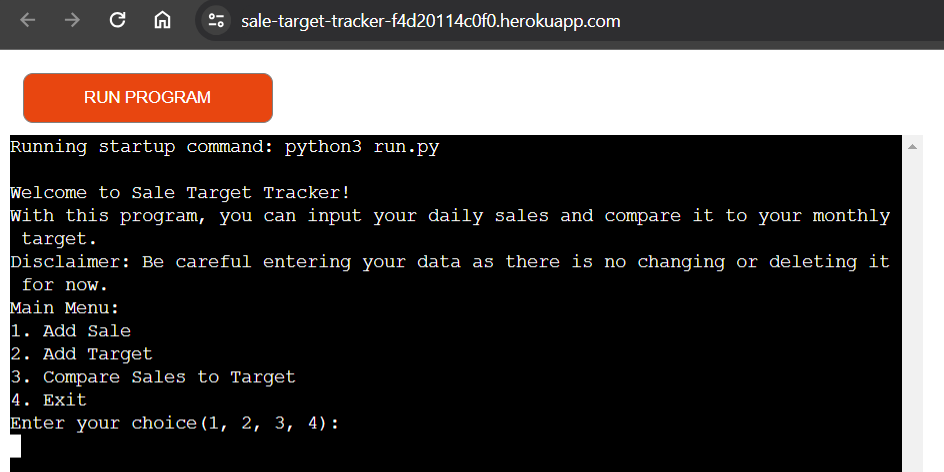 sale-target-tracker-f4d20114c0f0.herokuapp.com
RUN PROGRAM
Running startup command: python3 run.py
Welcome to Sale Target Tracker!
With this program, you can input your daily sales and compare it to your monthly
target.
Disclaimer: Be careful entering your data as there is no changing or deleting it
for now.
Main Menu:
1. Add Sale
2. Add Target
3. Compare Sales to Target
4. Exit
Enter your choice(1, 2, 3, 4):